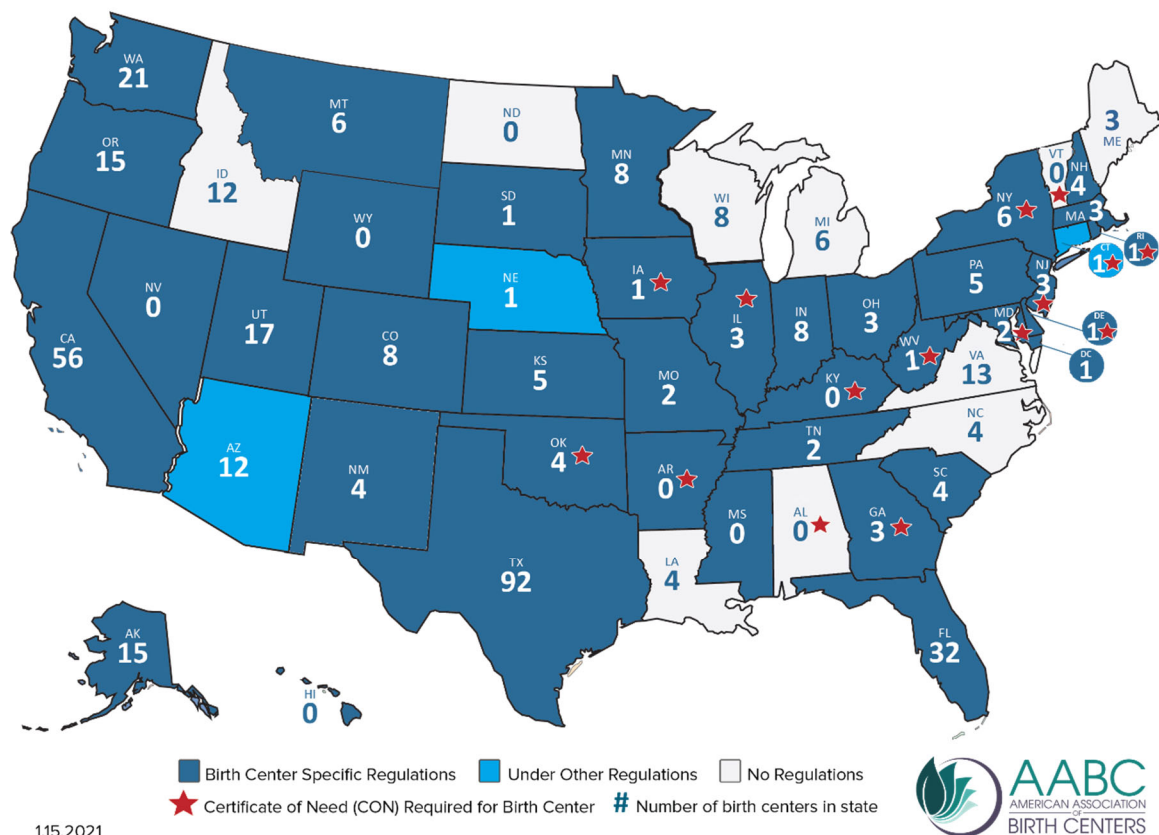 WA
21
MT
6
ND
0
MN
8
3
ME
VT
0
NH
4
OR
15
ID
12
SD
1
WI
8
NY
6
MA
3
MI
6
WY
0
RI
1
CT
1
IA
1
NE
1
PA
5
NJ
3
NV
0
UT
17
CO
8
IL
3
IN
8
OH
3
MD
2
DE
1
CA
56
WV
1
DC
1
KS
5
MO
2
KY
0
VA
13
NC
4
TN
2
AZ
12
NM
4
OK
4
AR
0
SC
4
MS
0
AL
0
GA
3
TX
92
LA
4
AK
15
FL
32
HI
0
Birth Center Specific Regulations
Under Other Regulations
No Regulations
Certificate of Need (CON) Required for Birth Center
# Number of birth centers in state
AABC
AMERICAN ASSOCIATION
OF
BIRTH CENTERS
115.2021